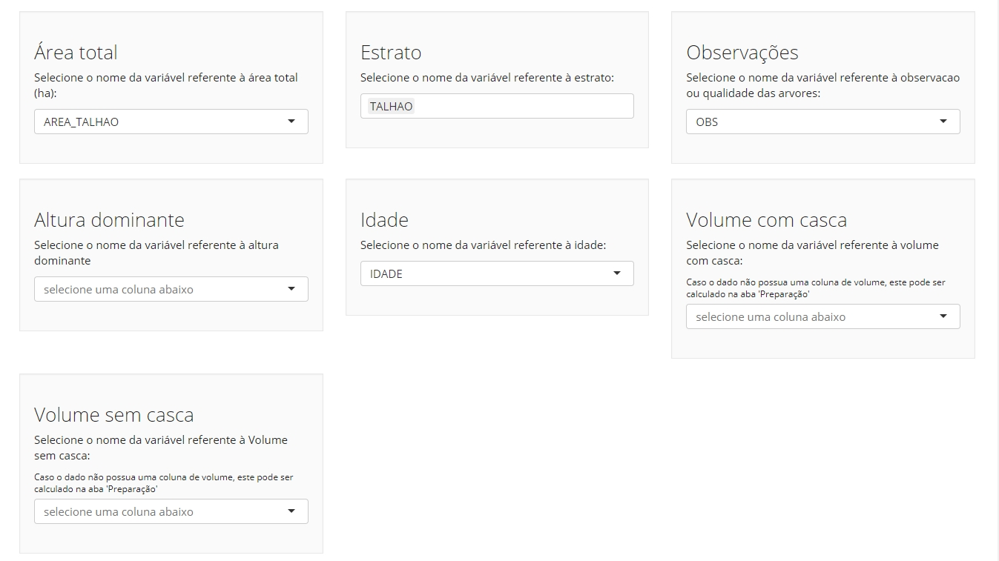 Área total
Selecione o nome da variável referente à área total
(ha):
AREA_TALHAO
Estrato
Selecione o nome da variável referente à estrato:
TALHAO
Observações
Selecione o nome da variável referente à observacao
ou qualidade das arvores:
OBS
Altura dominante
Selecione o nome da variável referente à altura
dominante
selecione uma coluna abaixo
Idade
Selecione o nome da variável referente à idade:
IDADE
Volume com casca
Selecione o nome da variável referente à volume
com casca:
Caso o dado não possua uma coluna de volume, este pode ser
calculado na aba 'Preparação'
selecione uma coluna abaixo
Volume sem casca
Selecione o nome da variável referente à Volume
sem casca:
Caso o dado não possua uma coluna de volume, este pode ser
calculado na aba 'Preparação'
selecione uma coluna abaixo